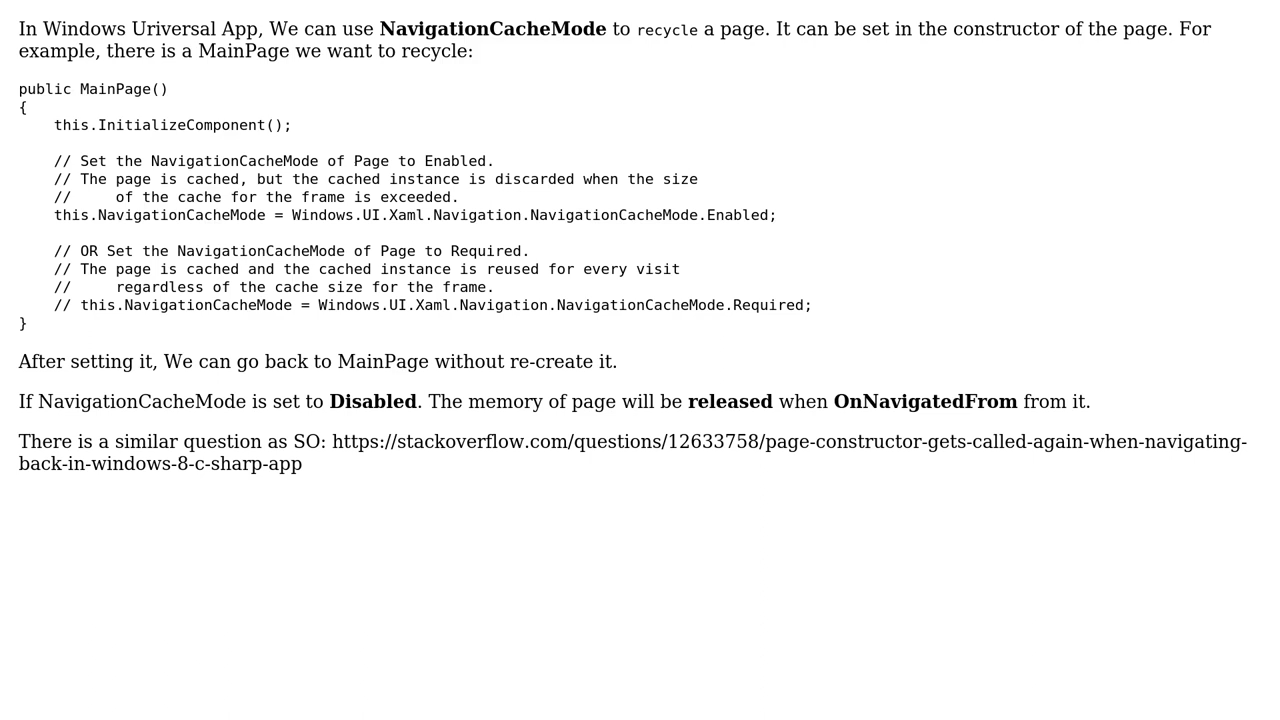 In Windows Uriversal App, We can use NavigationCacheMode to recycle a page. It can be set in the constructor of the page. For
example, there is a MainPage we want to recycle:
public MainPage()
{
    this.InitializeComponent();
    // Set the NavigationCacheMode of Page to Enabled.
    // The page is cached, but the cached instance is discarded when the size
    //     of the cache for the frame is exceeded.
    this.NavigationCacheMode = Windows.UI.Xaml.Navigation.NavigationCacheMode.Enabled;
    // OR Set the NavigationCacheMode of Page to Required.
    // The page is cached and the cached instance is reused for every visit
    //     regardless of the cache size for the frame.
    // this.NavigationCacheMode = Windows.UI.Xaml.Navigation.NavigationCacheMode.Required;
}
After setting it, We can go back to MainPage without re-create it.
If NavigationCacheMode is set to Disabled. The memory of page will be released when OnNavigatedFrom from it.
There is a similar question as SO: https://stackoverflow.com/questions/12633758/page-constructor-gets-called-again-when-navigating-
back-in-windows-8-c-sharp-app